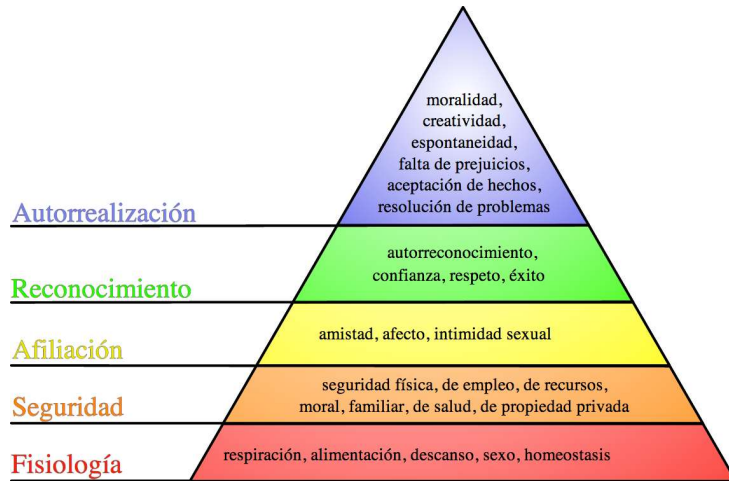 moralidad,
creatividad,
espontaneidad,
falta de prejuicios,
aceptación de hechos,
resolución de problemas
Autorrealización
autorreconocimiento,
confianza, respeto, éxito
Reconocimiento
amistad, afecto, intimidad sexual
Afiliación
seguridad física, de empleo, de recursos,
moral, familiar, de salud, de propiedad privada
Seguridad
respiración, alimentación, descanso, sexo, homeostasis
Fisiología